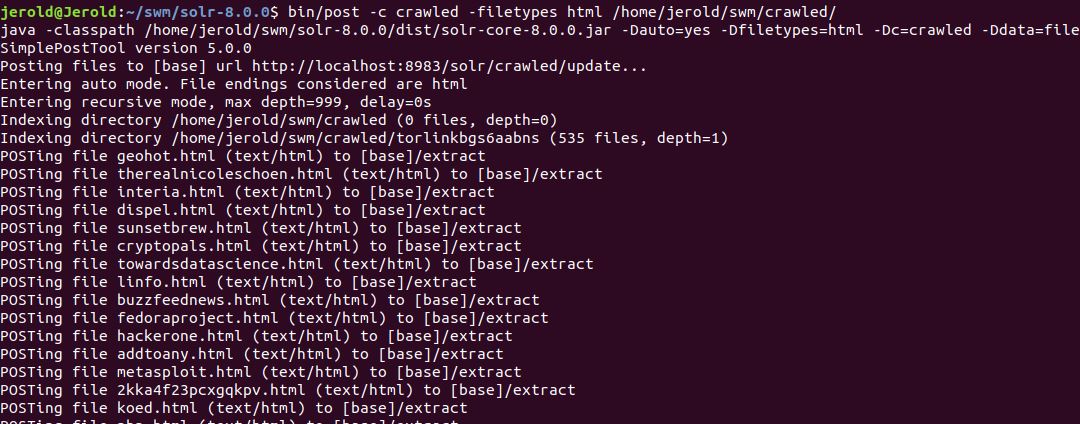 jerold@Jerold:~/swm/solr-8.0.0$ bin/post -c crawled -filetypes html /home/jerold/swm/crawled/
java -classpath /home/jerold/swm/solr-8.0.0/dist/solr-core-8.0.0.jar -Dauto=yes -Dfiletypes=html -Dc=crawled -Ddata=file
SimplePostTool version 5.0.0
Posting files to [base] url http://localhost:8983/solr/crawled/update...
Entering auto mode. File endings considered are html
Entering recursive mode, max depth=999, delay=0s
Indexing directory /home/jerold/swm/crawled (0 files, depth=0)
Indexing directory /home/jerold/swm/crawled/torlinkbgs6aabns (535 files, depth=1)
POSTing file geohot.html (text/html) to [base]/extract
POSTing file therealnicoleschoen.html (text/html) to [base]/extract
POSTing file interia.html (text/html) to [base]/extract
POSTing file dispel.html (text/html) to [base]/extract
POSTing file sunsetbrew.html (text/html) to [base]/extract
POSTing file cryptopals.html (text/html) to [base]/extract
POSTing file towardsdatascience.html (text/html) to [base]/extract
POSTing file linfo.html (text/html) to [base]/extract
POSTing file buzzfeednews.html (text/html) to [base]/extract
POSTing file fedoraproject.html (text/html) to [base]/extract
POSTing file hackerone.html (text/html) to [base]/extract
POSTing file addtoany.html (text/html) to [base]/extract
POSTing file metasploit.html (text/html) to [base]/extract
POSTing file 2kka4f23pcxgqkpv.html (text/html) to [base]/extract
POSTing file koed.html (text/html) to [base]/extract